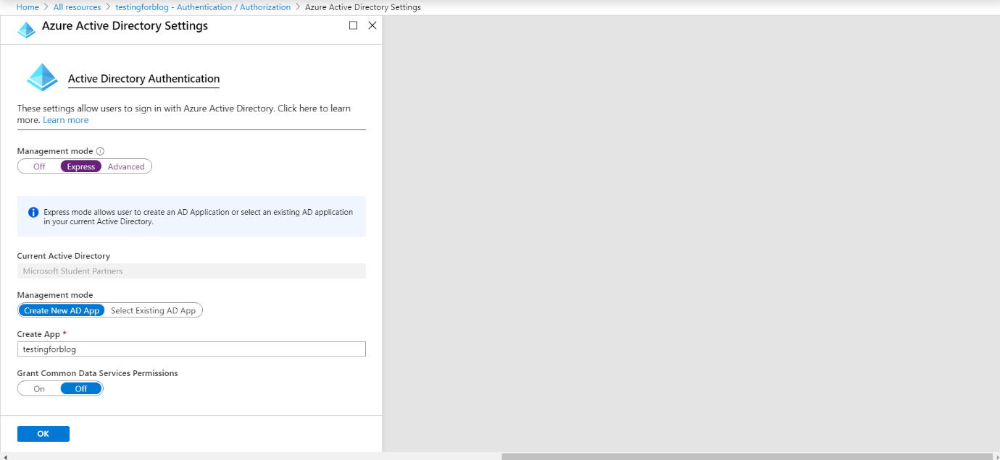 Home > All resources > testingforblog - Authentication / Authorization > Azure Active Directory Settings
Azure Active Directory Settings
Active Directory Authentication
These settings allow users to sign in with Azure Active Directory. Click here to learn
more. Learn more
Management mode
Off Express Advanced
Express mode allows user to create an AD Application or select an existing AD application
in your current Active Directory.
Current Active Directory
Microsoft Student Partners
Management mode
Create New AD App Select Existing AD App
Create App *
testingforblog
Grant Common Data Services Permissions
On Off
OK